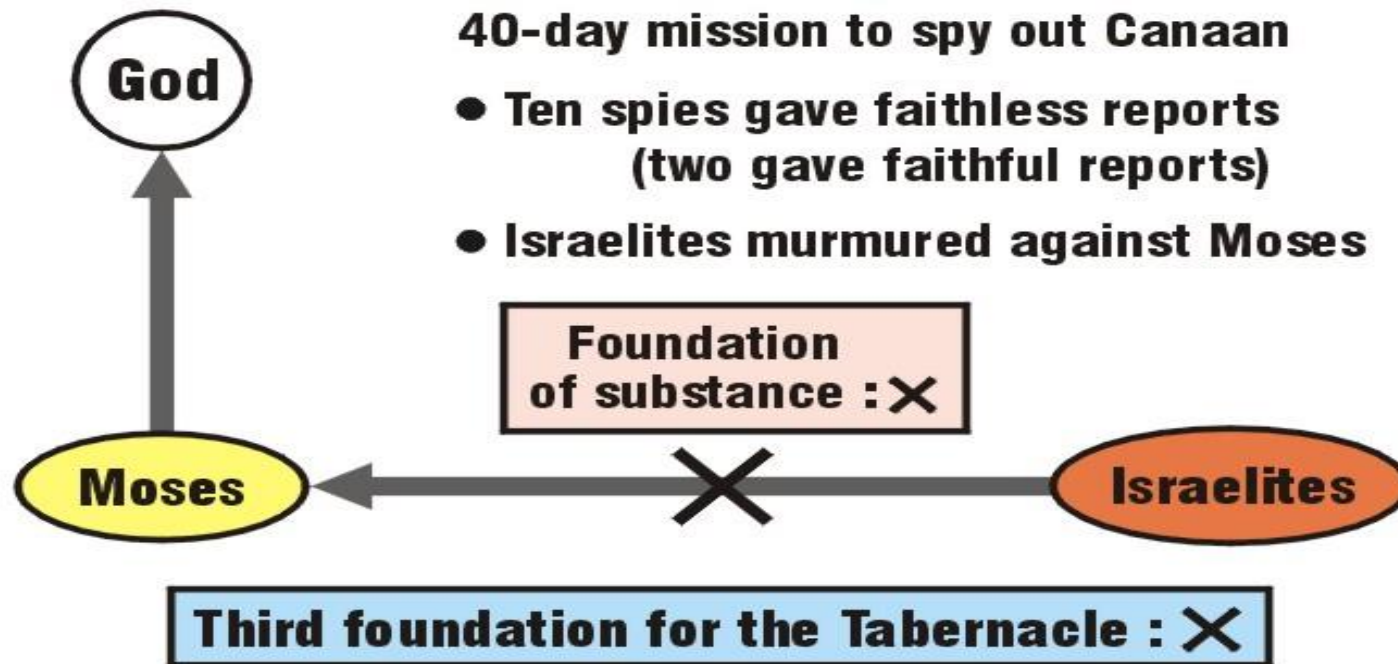 God
40-day mission to spy out Canaan
● Ten spies gave faithless reports
(two gave faithful reports)
● Israelites murmured against Moses
Foundation
of substance : ✕
Moses
Israelites
Third foundation for the Tabernacle : ✕